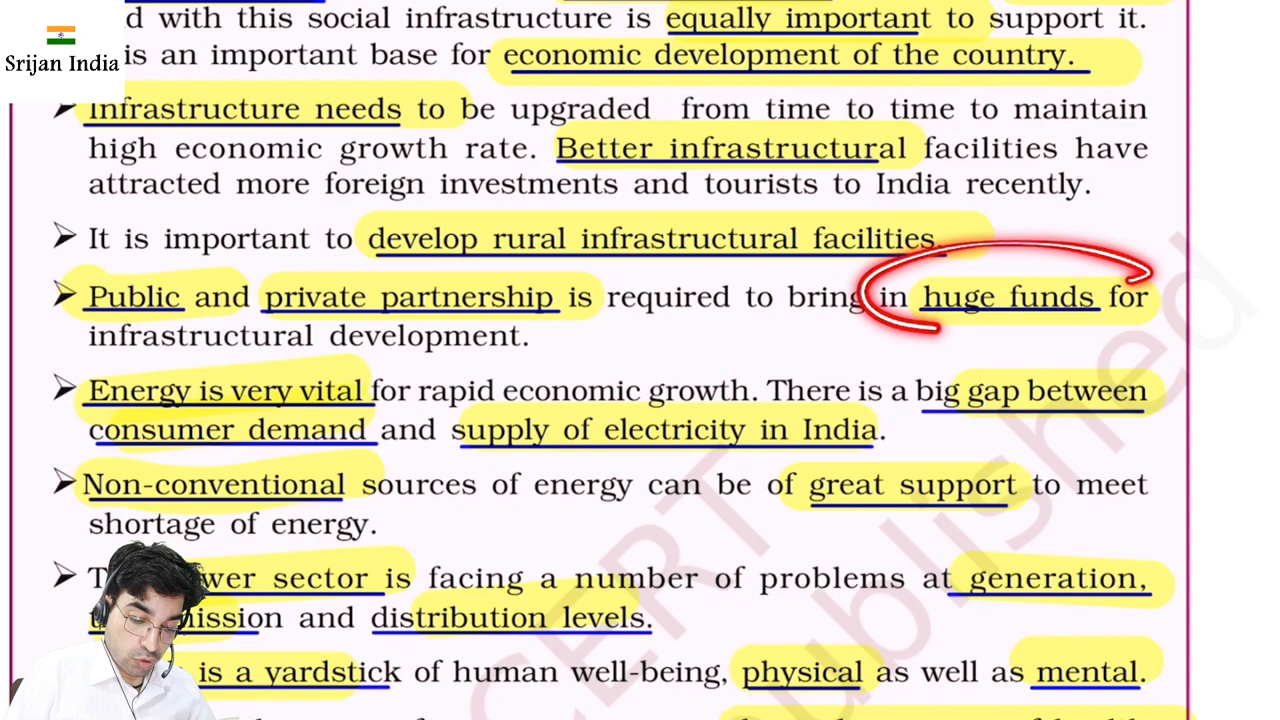 d with this social infrastructure is equally important to support it.
Srijan India
is an important base for economic development of the country.
➢ Infrastructure needs to be upgraded from time to time to maintain
high economic growth rate. Better infrastructural facilities have
attracted more foreign investments and tourists to India recently.
➢ It is important to develop rural infrastructural facilities.
➢ Public and private partnership is required to bring in huge funds for
infrastructural development.
➢ Energy is very vital for rapid economic growth. There is a big gap between
consumer demand and supply of electricity in India.
➢ Non-conventional sources of energy can be of great support to meet
shortage of energy.
➢ wer sector is facing a number of problems at generation,
ission and distribution levels.
is a yardstick of human well-being, physical as well as mental.